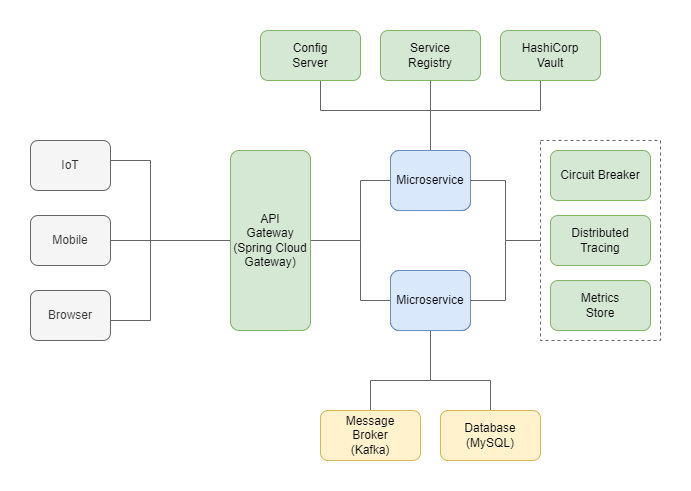 Config
Server
Service
Registry
HashiCorp
Vault
IoT
Mobile
Browser
API
Gateway
(Spring Cloud
Gateway)
Microservice
Microservice
Circuit Breaker
Distributed
Tracing
Metrics
Store
Message
Broker
(Kafka)
Database
(MySQL)